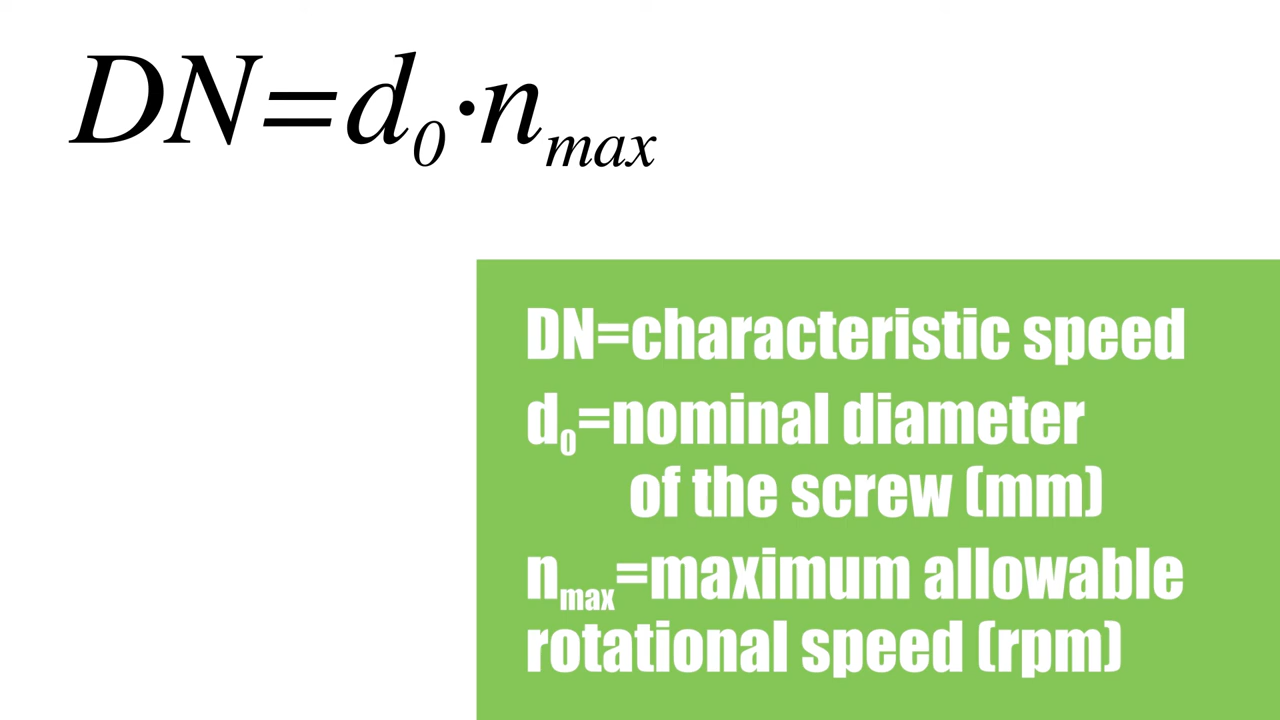 DN=d₀·nₘₐₓ
DN=characteristic speed
d₀=nominal diameter
of the screw (mm)
nₘₐₓ=maximum allowable
rotational speed (rpm)